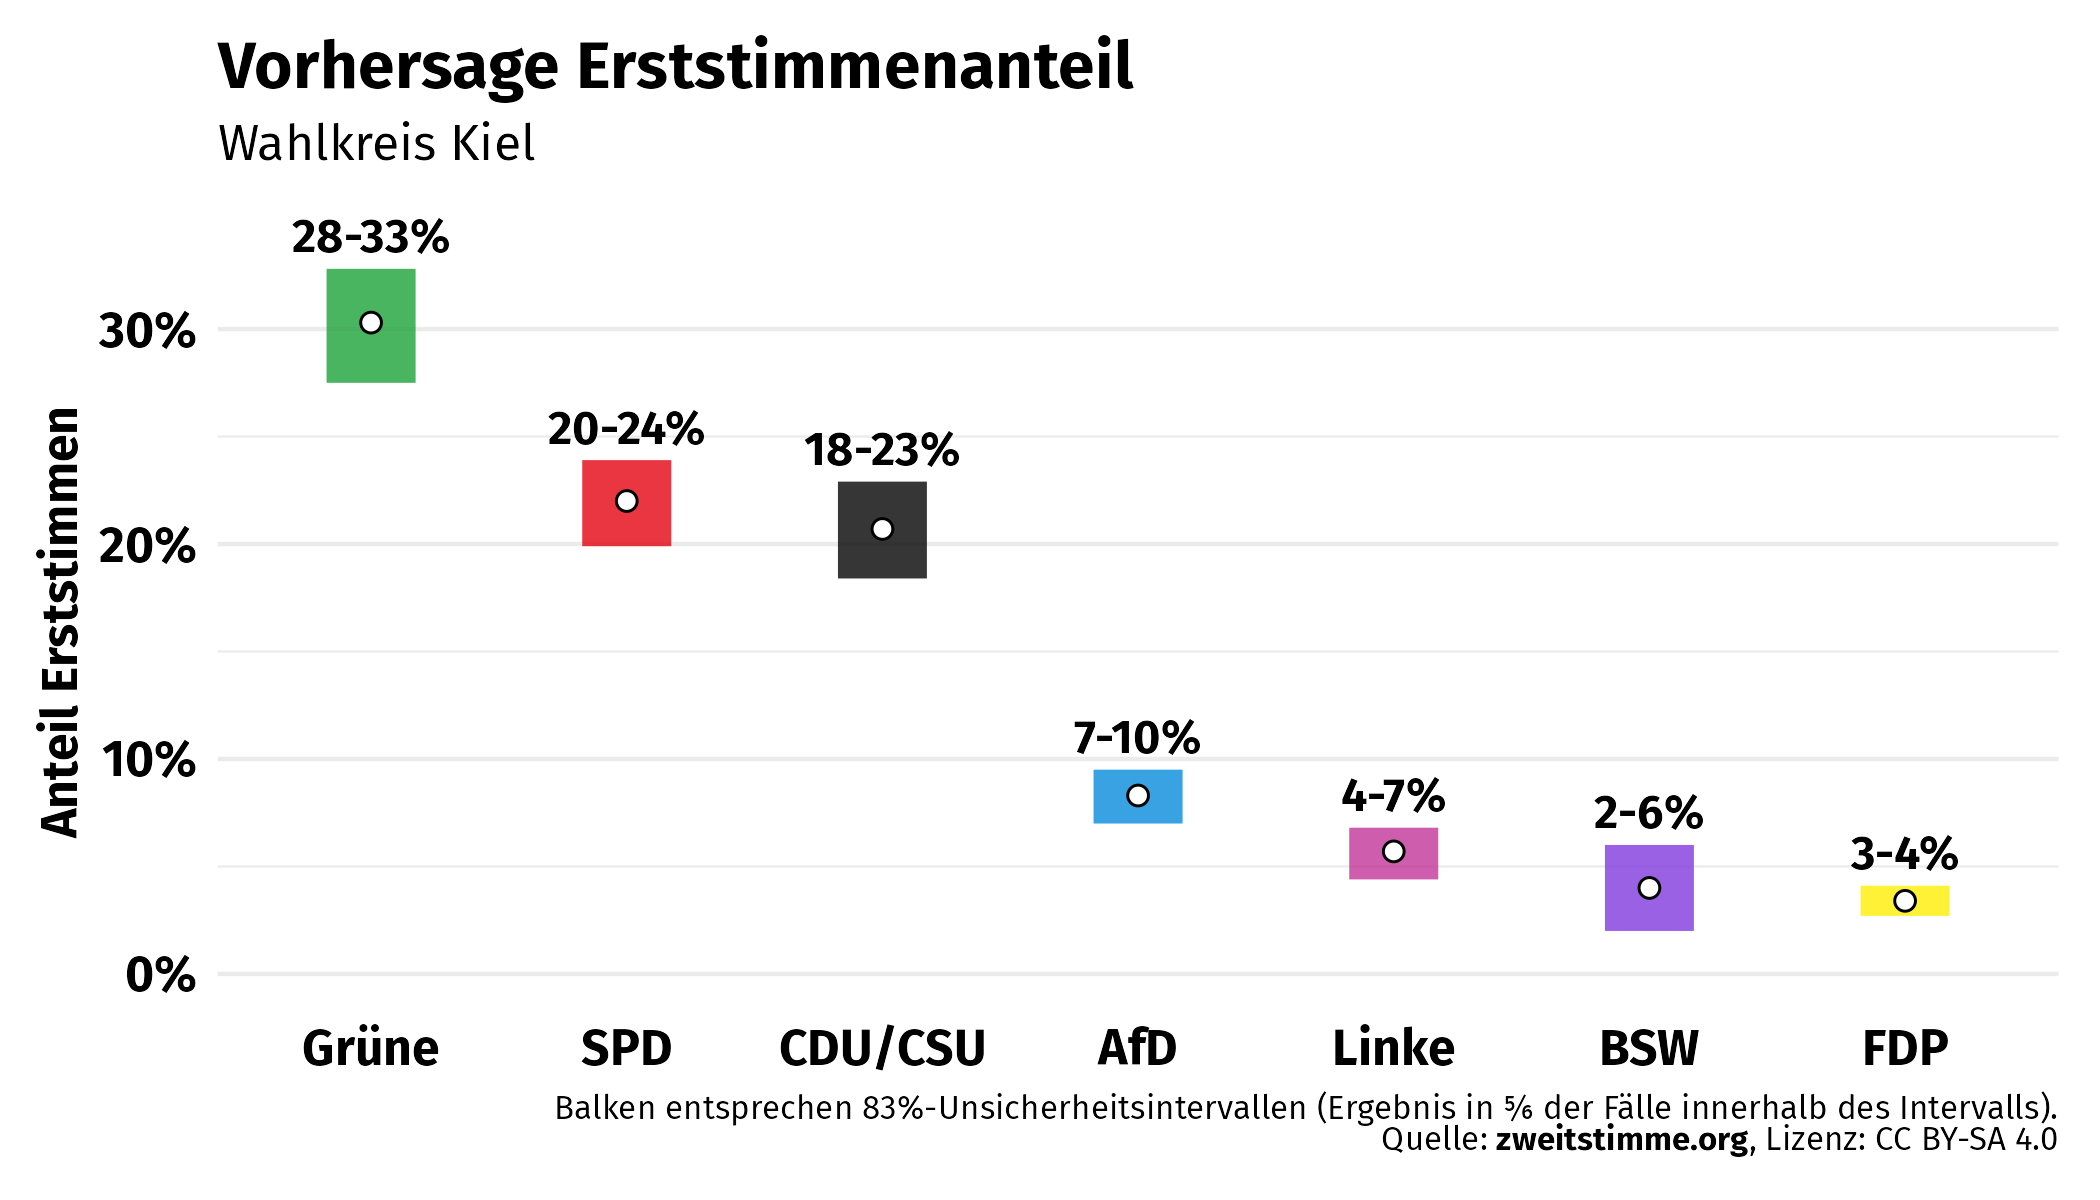 Vorhersage Erststimmenanteil
Wahlkreis Kiel
Anteil Erststimmen
30%
20%
10%
0%
28-33%
20-24%
18-23%
7-10%
4-7%
2-6%
3-4%
Grüne
SPD
CDU/CSU
AfD
Linke
BSW
FDP
Balken entsprechen 83%-Unsicherheitsintervallen (Ergebnis in ⅚ der Fälle innerhalb des Intervalls).
Quelle: zweitstimme.org, Lizenz: CC BY-SA 4.0